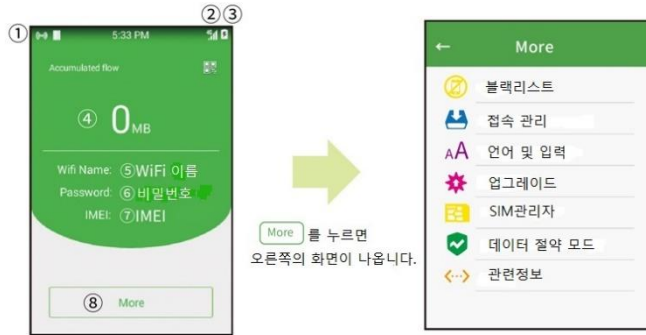 ② ③
① 5:33 PM
Accumulated flow
④ 0MB
Wifi Name: ⑤WiFi 이름
Password: ⑥비밀번호
IMEI: ⑦IMEI
⑧ More
More 를 누르면
오른쪽의 화면이 나옵니다.
← More
블랙리스트
접속 관리
AA 언어 및 입력
업그레이드
SIM관리자
데이터 절약 모드
관련정보